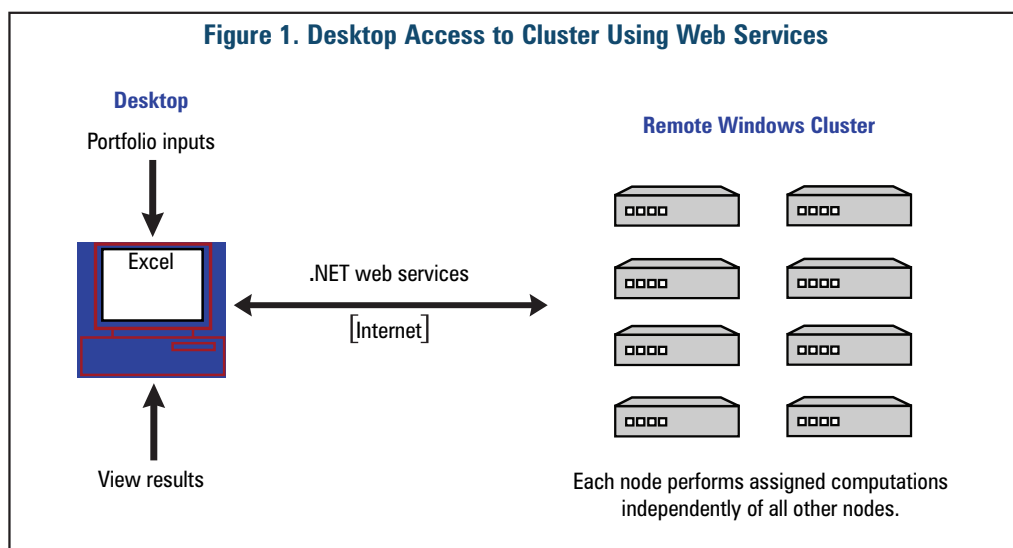 Figure 1. Desktop Access to Cluster Using Web Services
Desktop
Portfolio inputs
Excel
View results
.NET web services
[Internet]
Remote Windows Cluster
Each node performs assigned computations
independently of all other nodes.